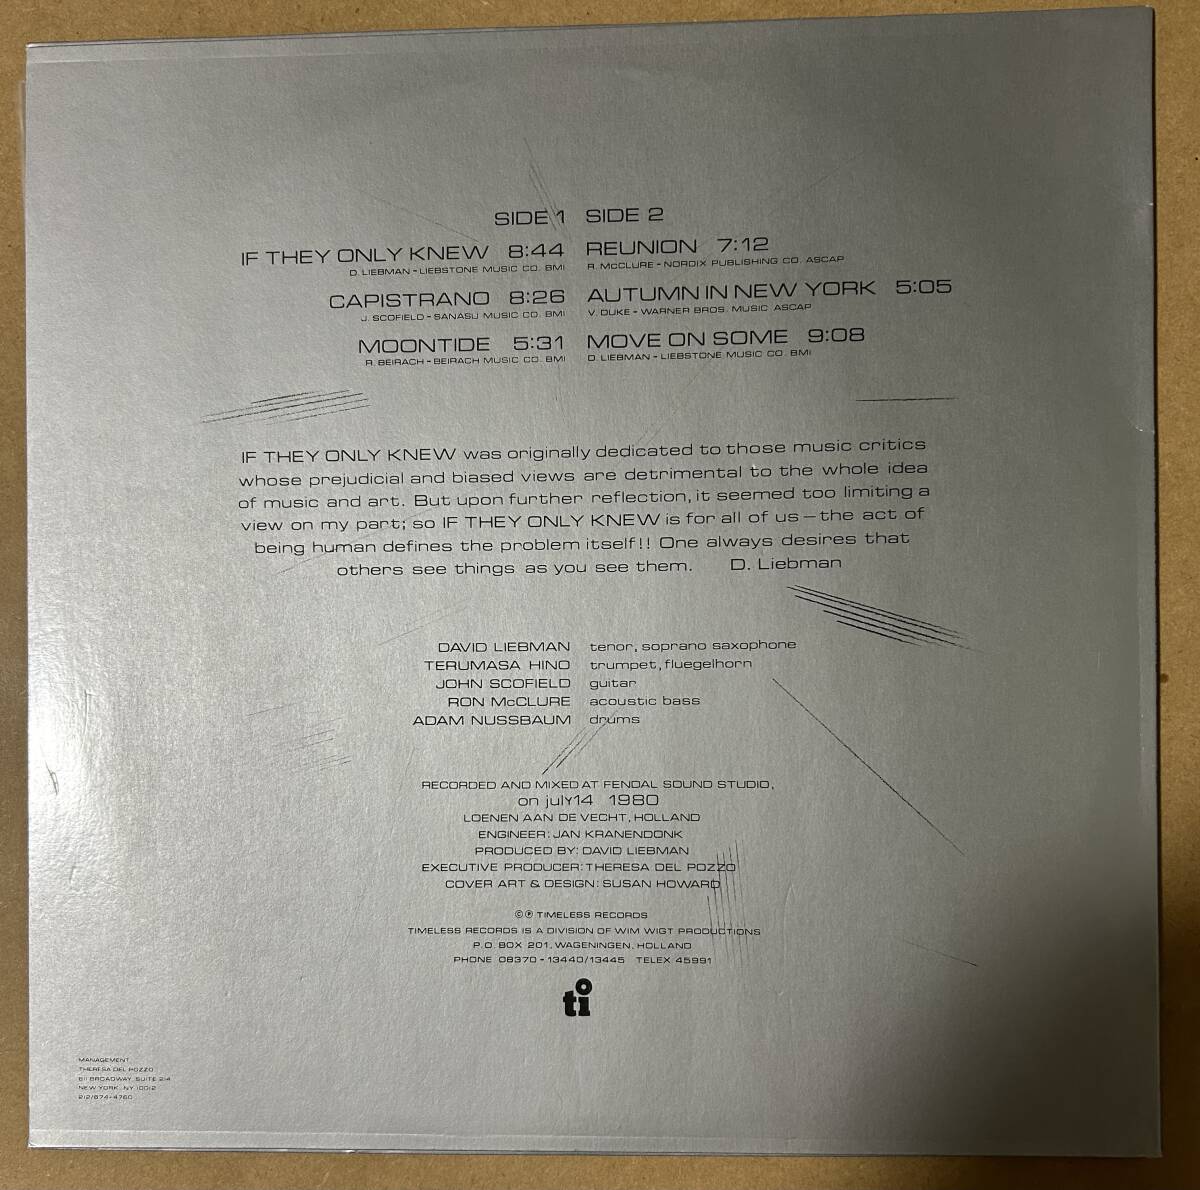 SIDE 1
IF THEY ONLY KNEW 8:44
D. LIEBMAN - LIEBSTONE MUSIC CO. BMI
CAPISTRANO 8:26
J. SCOFIELD - SANASU MUSIC CO. BMI
MOONTIDE 5:31
R. BEIRACH - BEIRACH MUSIC CO. BMI
SIDE 2
REUNION 7:12
R. McCLURE - NORDIX PUBLISHING CO. ASCAP
AUTUMN IN NEW YORK 5:05
V. DUKE - WARNER BROS. MUSIC ASCAP
MOVE ON SOME 9:08
D. LIEBMAN - LIEBSTONE MUSIC CO. BMI
IF THEY ONLY KNEW was originally dedicated to those music critics
whose prejudicial and biased views are detrimental to the whole idea
of music and art. But upon further reflection, it seemed too limiting a
view on my part; so IF THEY ONLY KNEW is for all of us — the act of
being human defines the problem itself!! One always desires that
others see things as you see them. D. Liebman
DAVID LIEBMAN tenor, soprano saxophone
TERUMASA HINO trumpet, fluegelhorn
JOHN SCOFIELD guitar
RON McCLURE acoustic bass
ADAM NUSSBAUM drums
RECORDED AND MIXED AT FENDAL SOUND STUDIO,
on julY14 1980
LOENEN AAN DE VECHT, HOLLAND
ENGINEER: JAN KRANENDONK
PRODUCED BY: DAVID LIEBMAN
EXECUTIVE PRODUCER: THERESA DEL POZZO
COVER ART & DESIGN: SUSAN HOWARD
© ℗ TIMELESS RECORDS
TIMELESS RECORDS IS A DIVISION OF WIM WIGT PRODUCTIONS
P.O. BOX 201, WAGENINGEN, HOLLAND
PHONE 08370 - 13440/13445 TELEX 45991
ti
MANAGEMENT
THERESA DEL POZZO
611 BROADWAY, SUITE 214
NEW YORK, NY 10012
212/674-4760